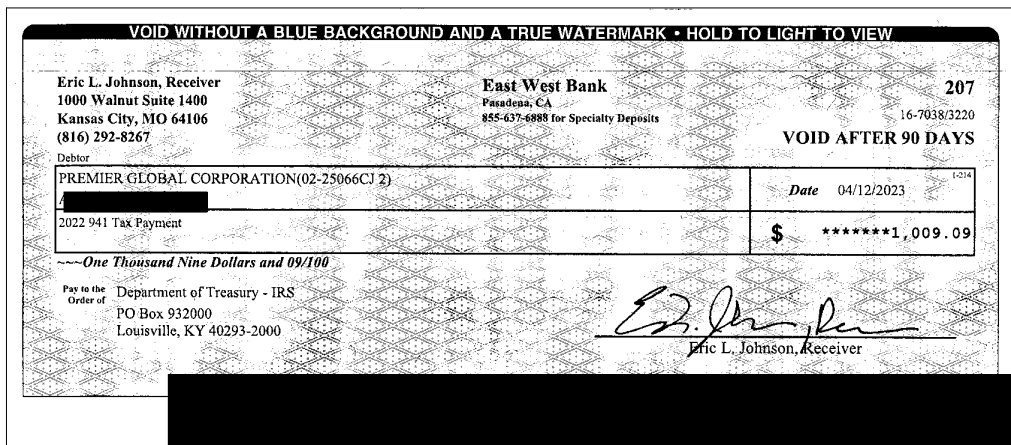 VOID WITHOUT A BLUE BACKGROUND AND A TRUE WATERMARK • HOLD TO LIGHT TO VIEW
Eric L. Johnson, Receiver
1000 Walnut Suite 1400
Kansas City, MO 64106
(816) 292-8267
East West Bank
Pasadena, CA
855-637-6888 for Specialty Deposits
207
16-7038/3220
VOID AFTER 90 DAYS
Debtor
PREMIER GLOBAL CORPORATION(02-25066CJ 2)
1-214
Date 04/12/2023
2022 941 Tax Payment
$ *******1,009.09
~~~One Thousand Nine Dollars and 09/100
Pay to the
Order of
Department of Treasury - IRS
PO Box 932000
Louisville, KY 40293-2000
Eric L. Johnson, Receiver